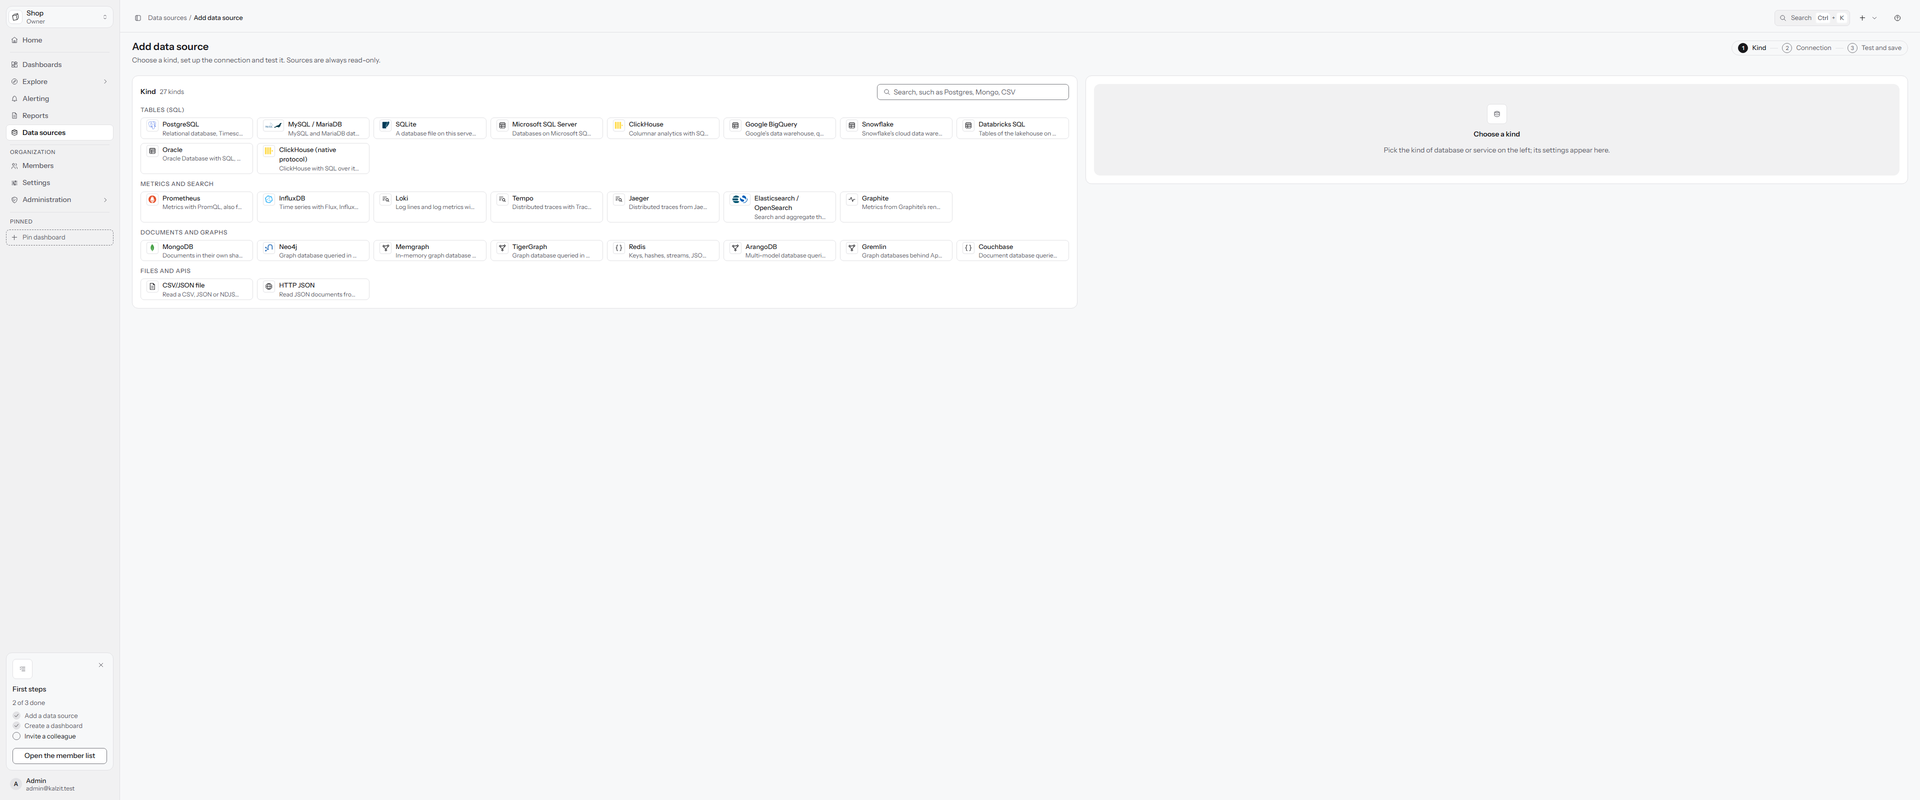 Shop
Owner
Data sources / Add data source
Search Ctrl + K
Home
Dashboards
Explore
Alerting
Reports
Data sources
ORGANIZATION
Members
Settings
Administration
PINNED
Pin dashboard
Add data source
Choose a kind, set up the connection and test it. Sources are always read-only.
1 Kind 2 Connection 3 Test and save
Kind 27 kinds
Search, such as Postgres, Mongo, CSV
TABLES (SQL)
PostgreSQL
Relational database, Timesc...
MySQL / MariaDB
MySQL and MariaDB dat...
SQLite
A database file on this serve...
Microsoft SQL Server
Databases on Microsoft SQ...
ClickHouse
Columnar analytics with SQ...
Google BigQuery
Google's data warehouse, q...
Snowflake
Snowflake's cloud data ware...
Databricks SQL
Tables of the lakehouse on ...
Oracle
Oracle Database with SQL, ...
ClickHouse (native
protocol)
ClickHouse with SQL over it...
METRICS AND SEARCH
Prometheus
Metrics with PromQL, also f...
InfluxDB
Time series with Flux, Influx...
Loki
Log lines and log metrics wi...
Tempo
Distributed traces with Trac...
Jaeger
Distributed traces from Jae...
Elasticsearch /
OpenSearch
Search and aggregate th...
Graphite
Metrics from Graphite's ren...
DOCUMENTS AND GRAPHS
MongoDB
Documents in their own sha...
Neo4j
Graph database queried in ...
Memgraph
In-memory graph database ...
TigerGraph
Graph database queried in ...
Redis
Keys, hashes, streams, JSO...
ArangoDB
Multi-model database queri...
Gremlin
Graph databases behind Ap...
Couchbase
Document database querie...
FILES AND APIS
CSV/JSON file
Read a CSV, JSON or NDJS...
HTTP JSON
Read JSON documents fro...
Choose a kind
Pick the kind of database or service on the left; its settings appear here.
First steps
2 of 3 done
Add a data source
Create a dashboard
Invite a colleague
Open the member list
A
Admin
admin@kaizit.test